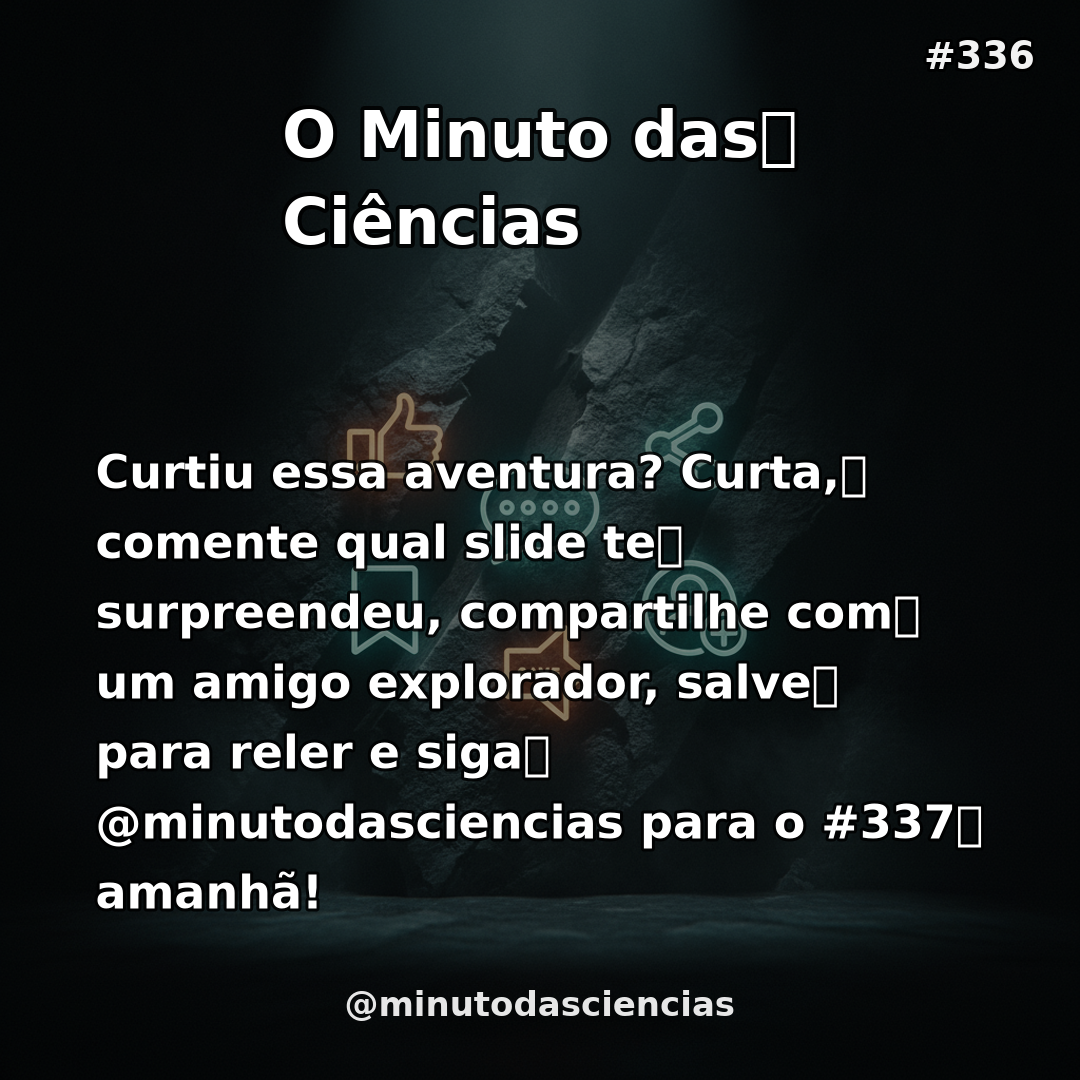 #336
O Minuto das
Ciências
Curtiu essa aventura? Curta,
comente qual slide te
surpreendeu, compartilhe com
um amigo explorador, salve
para reler e siga
@minutodasciencias para o #337
amanhã!
@minutodasciencias